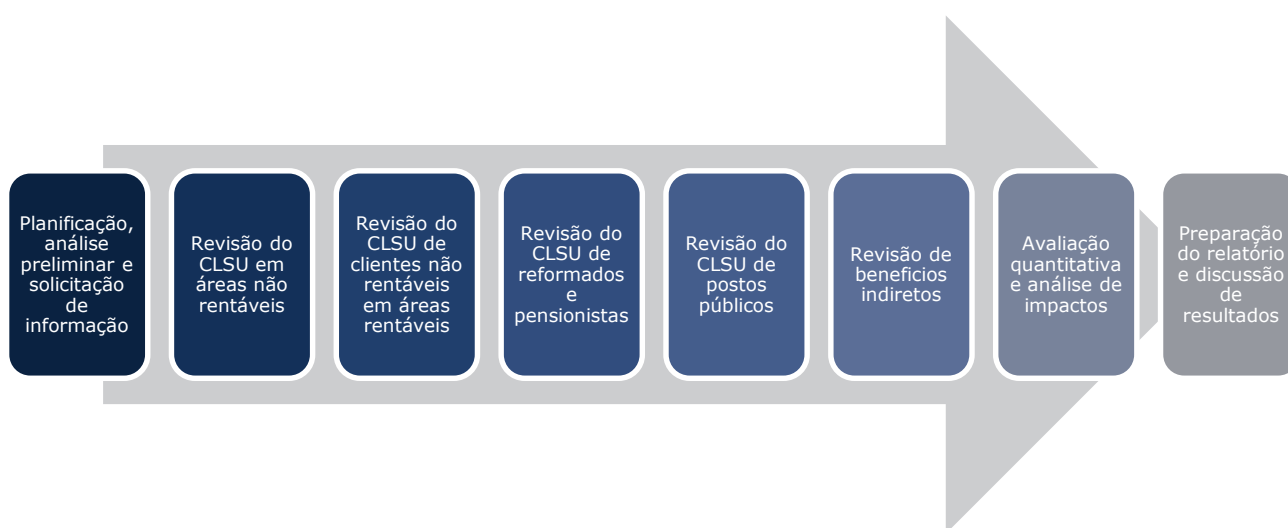 Planificação,
análise
preliminar e
solicitação
de
informação
Revisão do
CLSU em
áreas não
rentáveis
Revisão do
CLSU de
clientes não
rentáveis
em áreas
rentáveis
Revisão do
CLSU de
reformados
e
pensionistas
Revisão do
CLSU de
postos
públicos
Revisão de
beneficios
indiretos
Avaliação
quantitativa
e análise de
impactos
Preparação
do relatório
e discussão
de
resultados